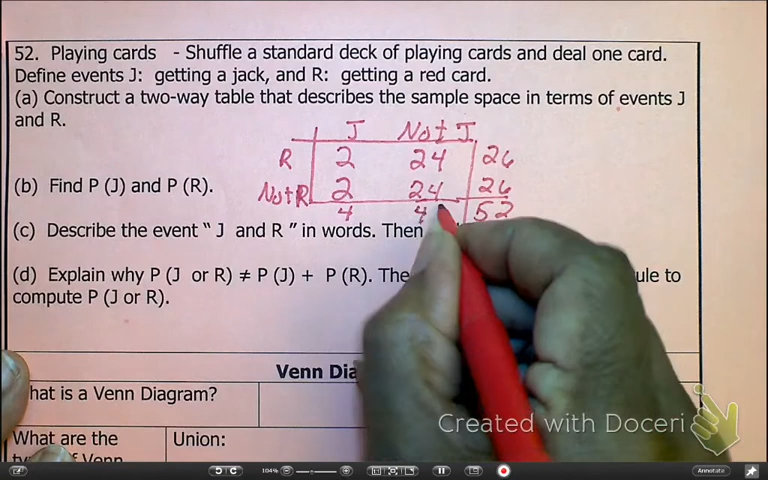 52. Playing cards - Shuffle a standard deck of playing cards and deal one card.
Define events J: getting a jack, and R: getting a red card.
(a) Construct a two-way table that describes the sample space in terms of events J
and R.
J Not J
R 2 24 26
(b) Find P (J) and P (R).
Not R 2 24 26
4 4 52
(c) Describe the event " J and R " in words. Then
(d) Explain why P (J or R) ≠ P (J) + P (R). The ule to
compute P (J or R).
Venn Dia
hat is a Venn Diagram?
What are the
Union:
of Venn
Created with Doceri
104%
Annotate